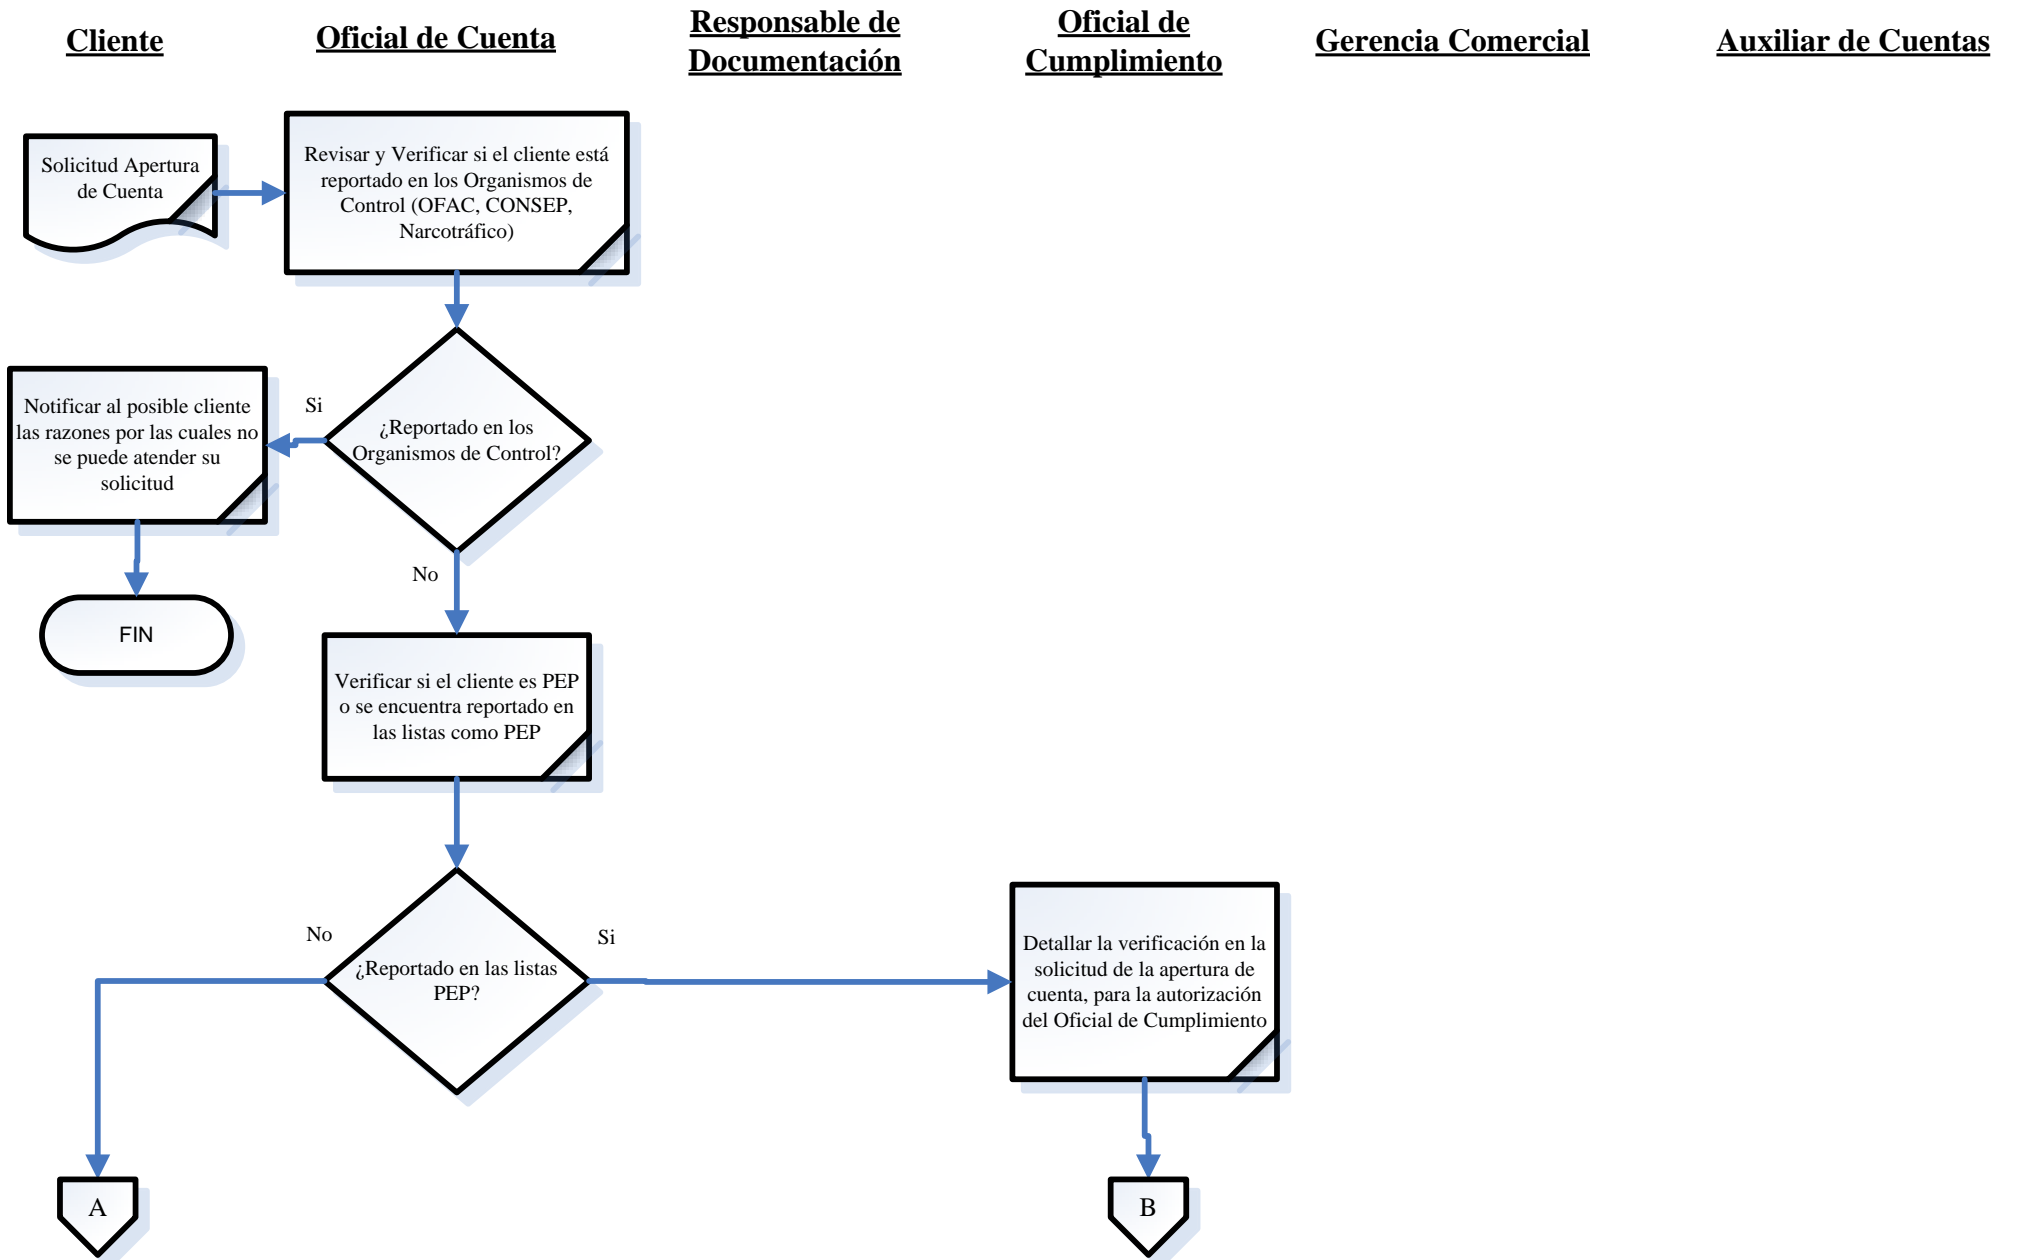 Cliente
Oficial de Cuenta
Responsable de
Documentación
Oficial de
Cumplimiento
Gerencia Comercial
Auxiliar de Cuentas
Solicitud Apertura
de Cuenta
Revisar y Verificar si el cliente está
reportado en los Organismos de
Control (OFAC, CONSEP,
Narcotráfico)
Si
¿Reportado en los
Organismos de Control?
Notificar al posible cliente
las razones por las cuales no
se puede atender su
solicitud
No
FIN
Verificar si el cliente es PEP
o se encuentra reportado en
las listas como PEP
No
Si
¿Reportado en las listas
PEP?
Detallar la verificación en la
solicitud de la apertura de
cuenta, para la autorización
del Oficial de Cumplimiento
A
B